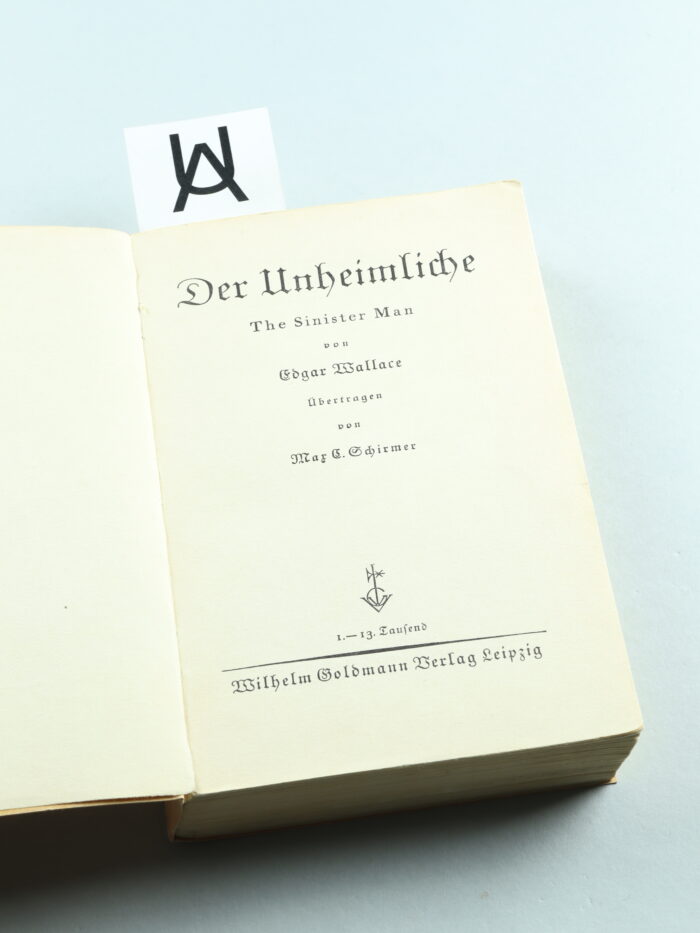 Der Unheimliche
The Sinister Man
von
Edgar Wallace
Übertragen
von
Max C. Schirmer
1.—13. Tausend
Wilhelm Goldmann Verlag Leipzig